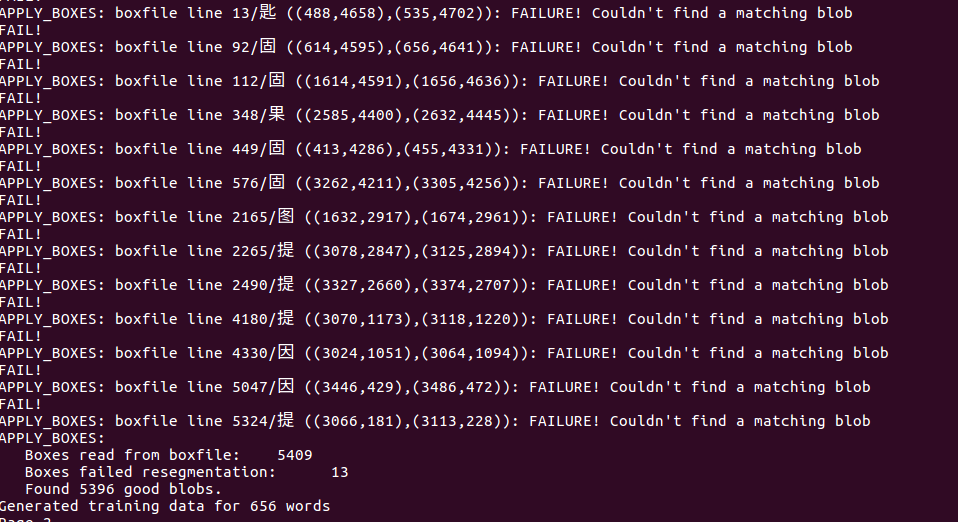 APPLY_BOXES: boxfile line 13/匙 ((488,4658),(535,4702)): FAILURE! Couldn't find a matching blob
FAIL!
APPLY_BOXES: boxfile line 92/固 ((614,4595),(656,4641)): FAILURE! Couldn't find a matching blob
FAIL!
APPLY_BOXES: boxfile line 112/固 ((1614,4591),(1656,4636)): FAILURE! Couldn't find a matching blob
FAIL!
APPLY_BOXES: boxfile line 348/果 ((2585,4400),(2632,4445)): FAILURE! Couldn't find a matching blob
FAIL!
APPLY_BOXES: boxfile line 449/固 ((413,4286),(455,4331)): FAILURE! Couldn't find a matching blob
FAIL!
APPLY_BOXES: boxfile line 576/固 ((3262,4211),(3305,4256)): FAILURE! Couldn't find a matching blob
FAIL!
APPLY_BOXES: boxfile line 2165/图 ((1632,2917),(1674,2961)): FAILURE! Couldn't find a matching blob
FAIL!
APPLY_BOXES: boxfile line 2265/提 ((3078,2847),(3125,2894)): FAILURE! Couldn't find a matching blob
FAIL!
APPLY_BOXES: boxfile line 2490/提 ((3327,2660),(3374,2707)): FAILURE! Couldn't find a matching blob
FAIL!
APPLY_BOXES: boxfile line 4180/提 ((3070,1173),(3118,1220)): FAILURE! Couldn't find a matching blob
FAIL!
APPLY_BOXES: boxfile line 4330/因 ((3024,1051),(3064,1094)): FAILURE! Couldn't find a matching blob
FAIL!
APPLY_BOXES: boxfile line 5047/因 ((3446,429),(3486,472)): FAILURE! Couldn't find a matching blob
FAIL!
APPLY_BOXES: boxfile line 5324/提 ((3066,181),(3113,228)): FAILURE! Couldn't find a matching blob
APPLY_BOXES:
Boxes read from boxfile: 5409
Boxes failed resegmentation: 13
Found 5396 good blobs.
Generated training data for 656 words